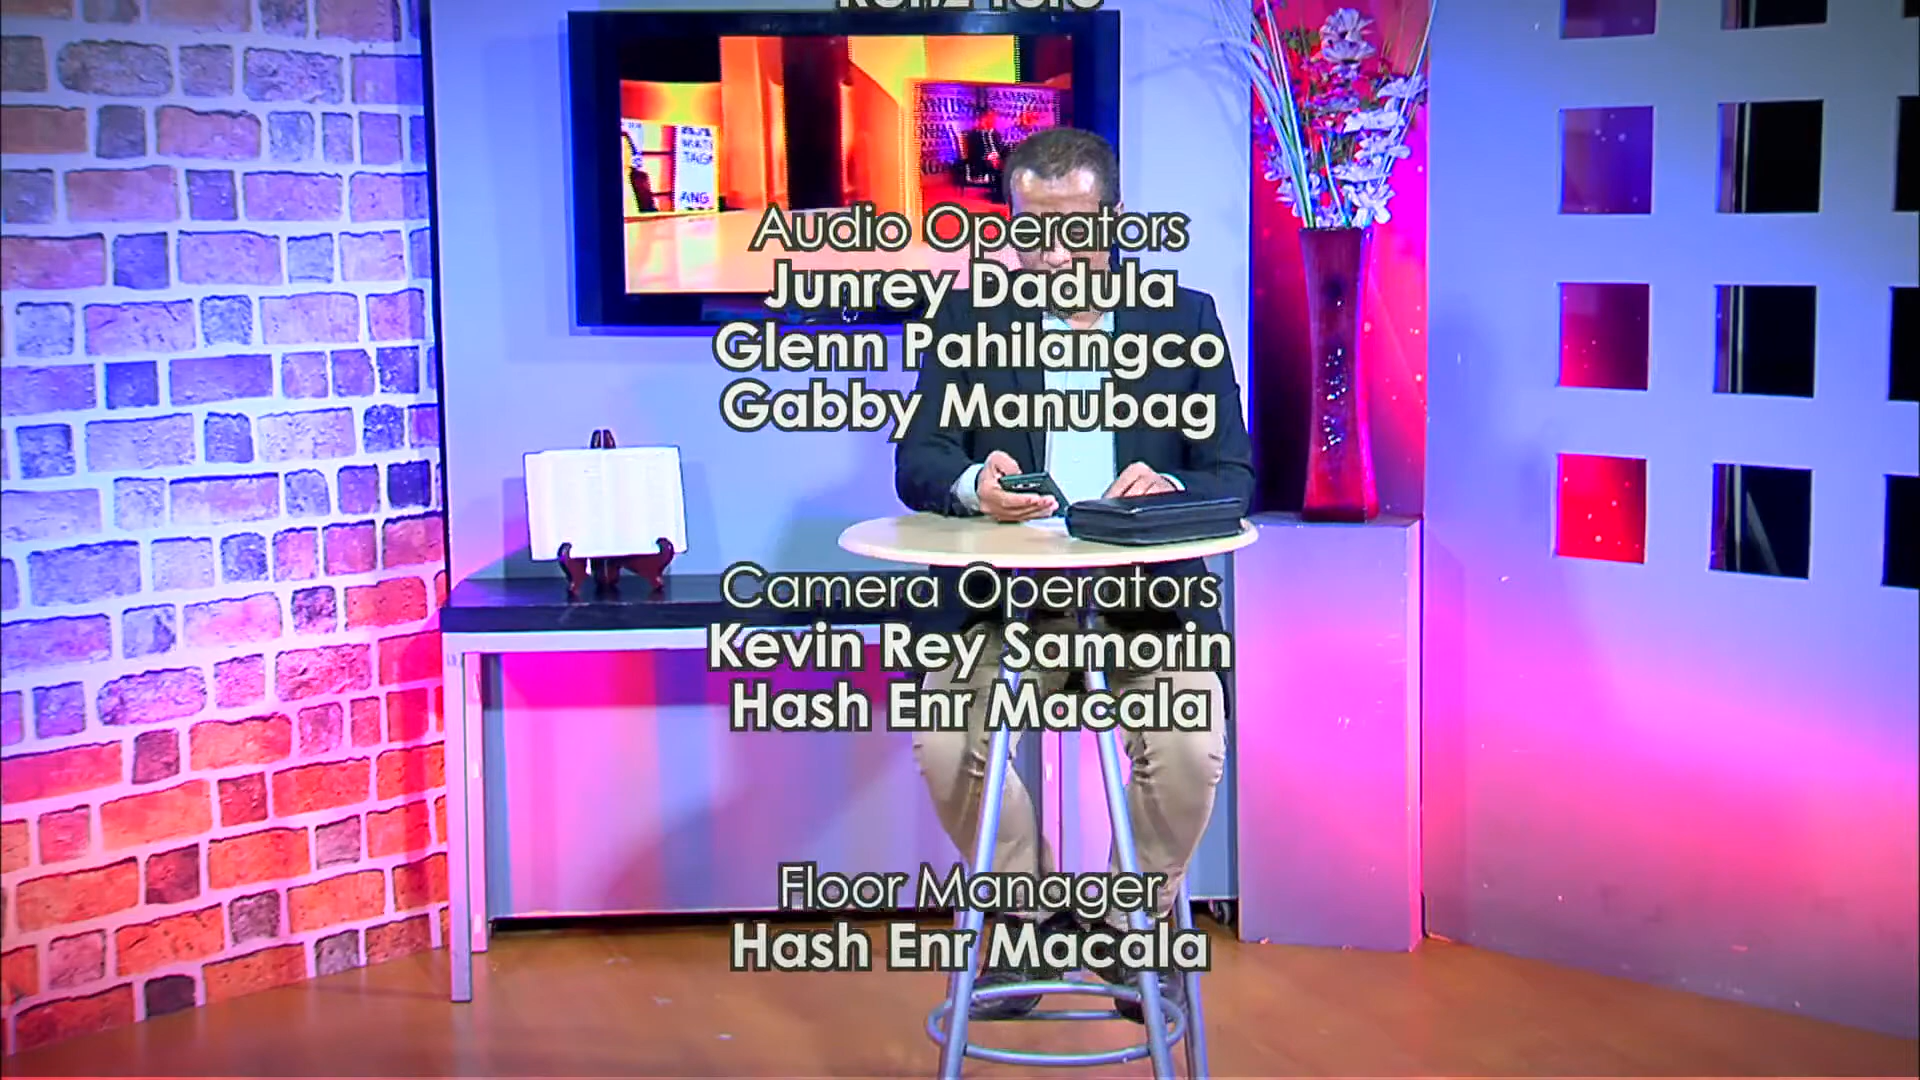 Audio Operators
Junrey Dadula
Glenn Pahilangco
Gabby Manubag
Camera Operators
Kevin Rey Samorin
Hash Enr Macala
Floor Manager
Hash Enr Macala
ANG